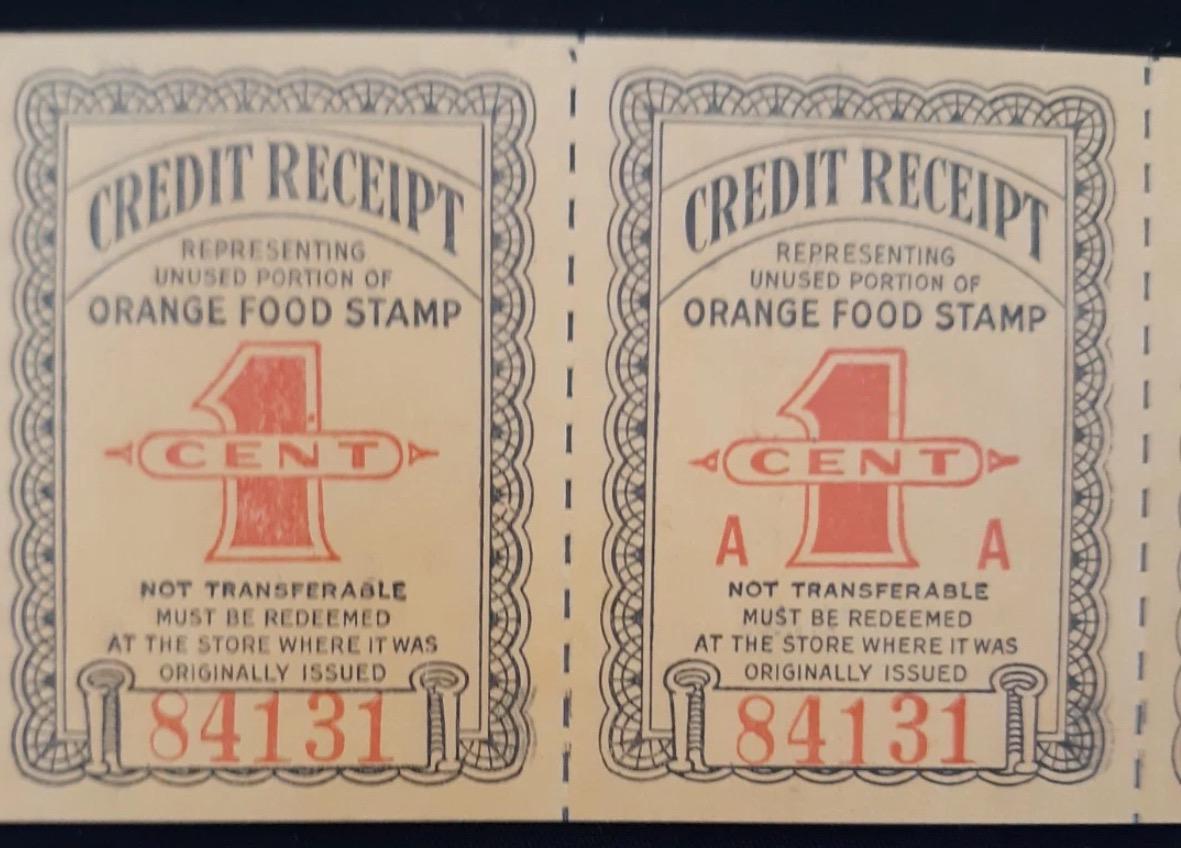 CREDIT RECEIPT
REPRESENTING
UNUSED PORTION OF
ORANGE FOOD STAMP
1
CENT
NOT TRANSFERABLE
MUST BE REDEEMED
AT THE STORE WHERE IT WAS
ORIGINALLY ISSUED
84131
CREDIT RECEIPT
REPRESENTING
UNUSED PORTION OF
ORANGE FOOD STAMP
1
CENT
A A
NOT TRANSFERABLE
MUST BE REDEEMED
AT THE STORE WHERE IT WAS
ORIGINALLY ISSUED
84131